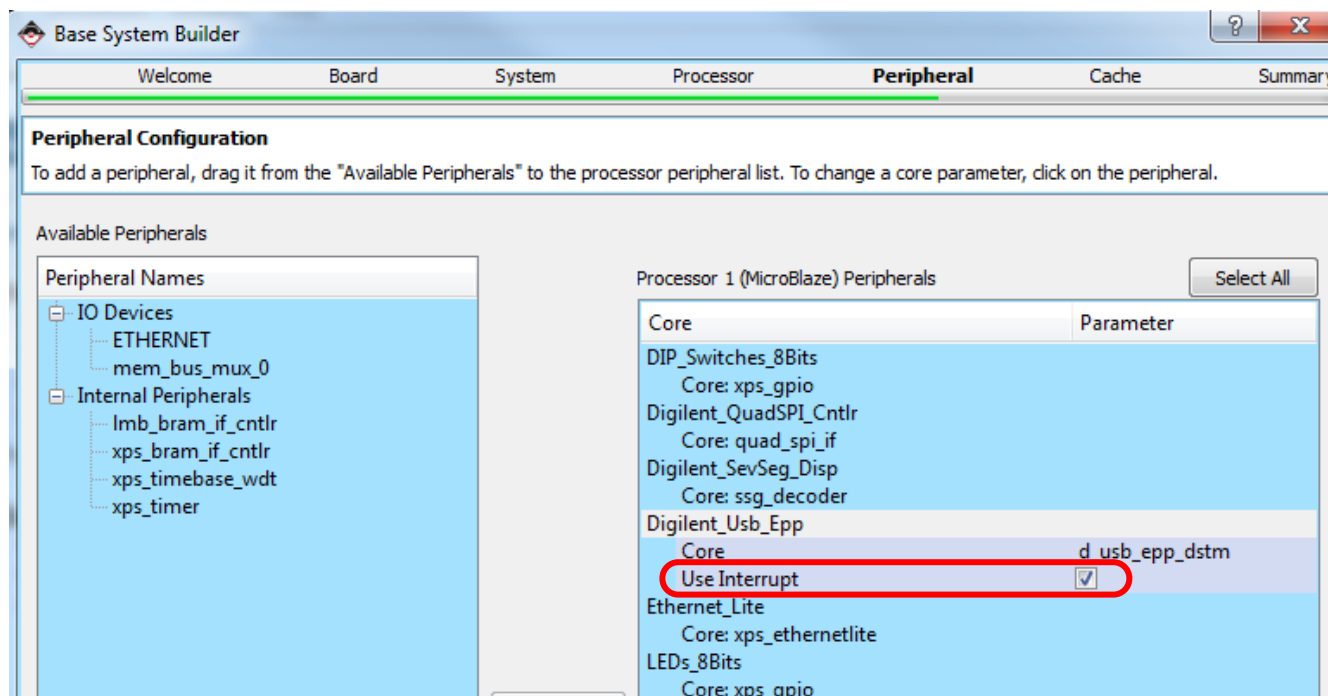 Base System Builder
Welcome Board System Processor Peripheral Cache Summary
Peripheral Configuration
To add a peripheral, drag it from the "Available Peripherals" to the processor peripheral list. To change a core parameter, click on the peripheral.
Available Peripherals
Peripheral Names
IO Devices
ETHERNET
mem_bus_mux_0
Internal Peripherals
lmb_bram_if_cntlr
xps_bram_if_cntlr
xps_timebase_wdt
xps_timer
Processor 1 (MicroBlaze) Peripherals
Select All
Core Parameter
DIP_Switches_8Bits
Core: xps_gpio
Digilent_QuadSPI_Cntlr
Core: quad_spi_if
Digilent_SevSeg_Disp
Core: ssg_decoder
Digilent_Usb_Epp
Core d_usb_epp_dstm
Use Interrupt
Ethernet_Lite
Core: xps_ethernetlite
LEDs_8Bits
Core: xps_gpio